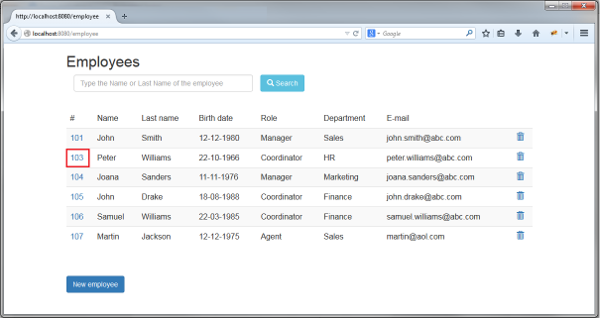 http://localhost:8080/employee
localhost:8080/employee
Google
Employees
Type the Name or Last Name of the employee Search
# Name Last name Birth date Role Department E-mail
101 John Smith 12-12-1980 Manager Sales john.smith@abc.com
103 Peter Williams 22-10-1966 Coordinator HR peter.williams@abc.com
104 Joana Sanders 11-11-1976 Manager Marketing joana.sanders@abc.com
105 John Drake 18-08-1988 Coordinator Finance john.drake@abc.com
106 Samuel Williams 22-03-1985 Coordinator Finance samuel.williams@abc.com
107 Martin Jackson 12-12-1975 Agent Sales martin@aol.com
New employee